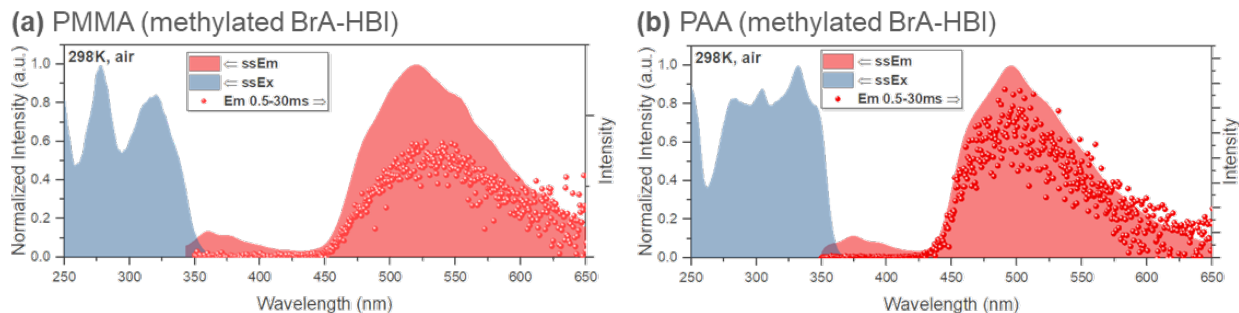 (a) PMMA (methylated BrA-HBI)
298K, air
⇐ ssEm
⇐ ssEx
Em 0.5-30ms ⇒
Normalized Intensity (a.u.)
1.0
0.8
0.6
0.4
0.2
0.0
250 300 350 400 450 500 550 600 650
Wavelength (nm)
Intensity
(b) PAA (methylated BrA-HBI)
298K, air
⇐ ssEm
⇐ ssEx
Em 0.5-30ms ⇒
Normalized Intensity (a.u.)
1.0
0.8
0.6
0.4
0.2
0.0
250 300 350 400 450 500 550 600 650
Wavelength (nm)
Intensity